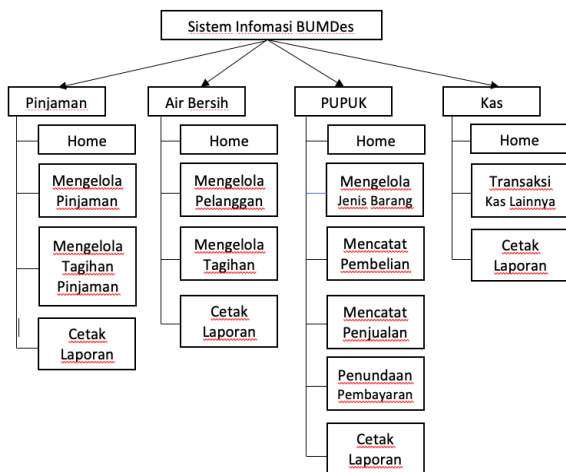 Sistem Infomasi BUMDes
Pinjaman
Air Bersih
PUPUK
Kas
Home
Mengelola
Pinjaman
Mengelola
Tagihan
Pinjaman
Cetak
Laporan
Home
Mengelola
Pelanggan
Mengelola
Tagihan
Cetak
Laporan
Home
Mengelola
Jenis Barang
Mencatat
Pembelian
Mencatat
Penjualan
Penundaan
Pembayaran
Cetak
Laporan
Home
Transaksi
Kas Lainnya
Cetak
Laporan